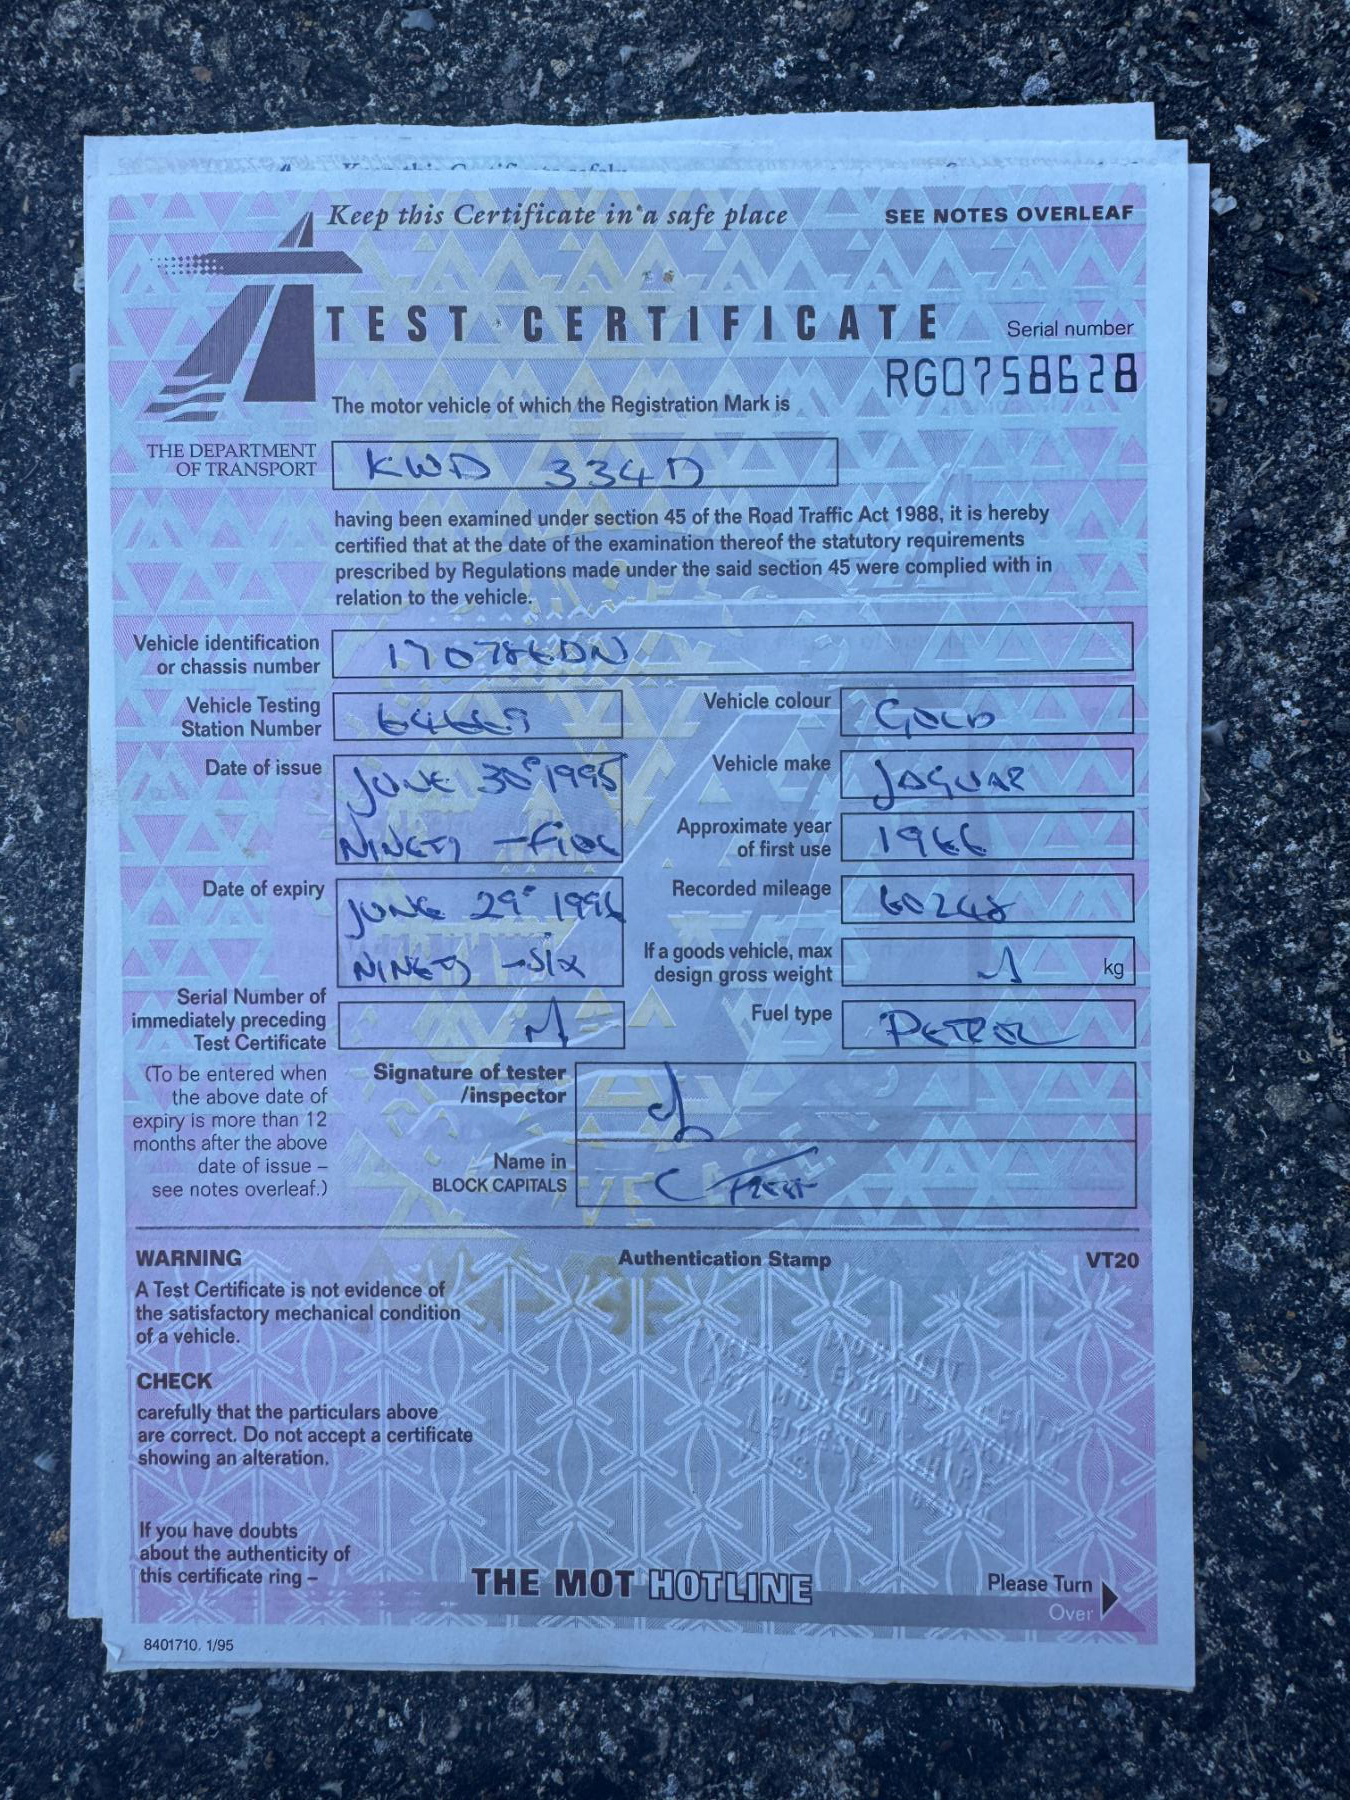 Keep this Certificate in a safe place
SEE NOTES OVERLEAF
TEST CERTIFICATE
Serial number
RG0758628
The motor vehicle of which the Registration Mark is
THE DEPARTMENT
OF TRANSPORT
KWD 334D
having been examined under section 45 of the Road Traffic Act 1988, it is hereby
certified that at the date of the examination thereof the statutory requirements
prescribed by Regulations made under the said section 45 were complied with in
relation to the vehicle.
Vehicle identification
or chassis number
Vehicle Testing
Station Number
64669
Vehicle colour
GOLD
Date of issue
JUNE 30° 1995
NINETY - FIVE
Vehicle make
JAGUAR
Approximate year
of first use
1966
Date of expiry
JUNE 29° 1996
NINETY - SIX
Recorded mileage
60248
If a goods vehicle, max
design gross weight
kg
Serial Number of
immediately preceding
Test Certificate
Fuel type
PETROL
(To be entered when
the above date of
expiry is more than 12
months after the above
date of issue –
see notes overleaf.)
Signature of tester
/inspector
Name in
BLOCK CAPITALS
WARNING
A Test Certificate is not evidence of
the satisfactory mechanical condition
of a vehicle.
Authentication Stamp
VT20
CHECK
carefully that the particulars above
are correct. Do not accept a certificate
showing an alteration.
If you have doubts
about the authenticity of
this certificate ring –
THE MOT HOTLINE
Please Turn
Over
8401710. 1/95